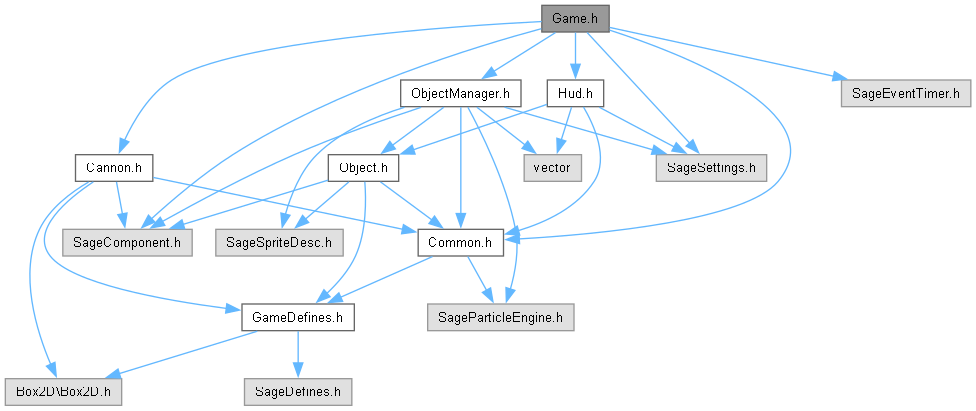 Game.h
ObjectManager.h
Hud.h
SageEventTimer.h
Cannon.h
Object.h
vector
SageSettings.h
SageComponent.h
SageSpriteDesc.h
Common.h
GameDefines.h
SageParticleEngine.h
Box2D\Box2D.h
SageDefines.h